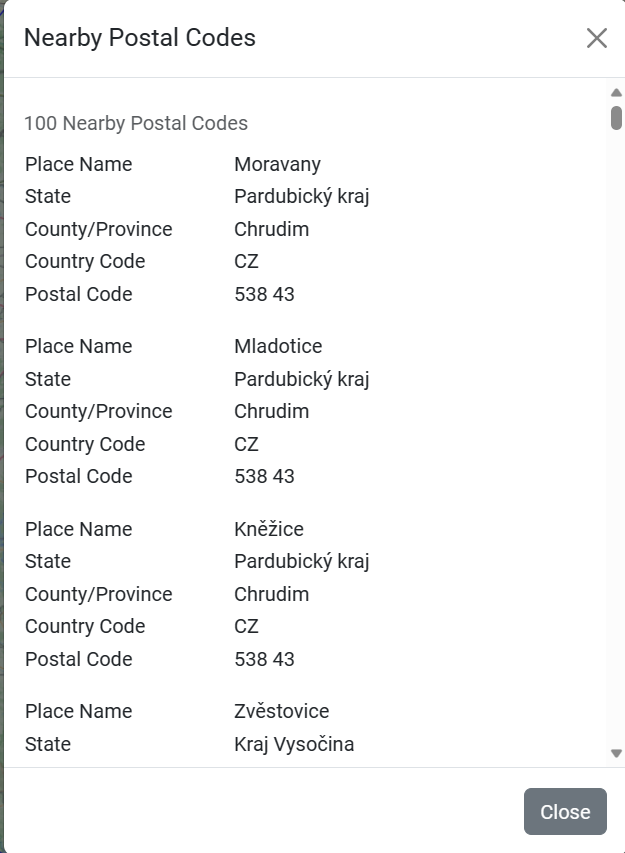 Nearby Postal Codes
100 Nearby Postal Codes
Place Name Moravany
State Pardubický kraj
County/Province Chrudim
Country Code CZ
Postal Code 538 43
Place Name Mladotice
State Pardubický kraj
County/Province Chrudim
Country Code CZ
Postal Code 538 43
Place Name Kněžice
State Pardubický kraj
County/Province Chrudim
Country Code CZ
Postal Code 538 43
Place Name Zvěstovice
State Kraj Vysočina
Close